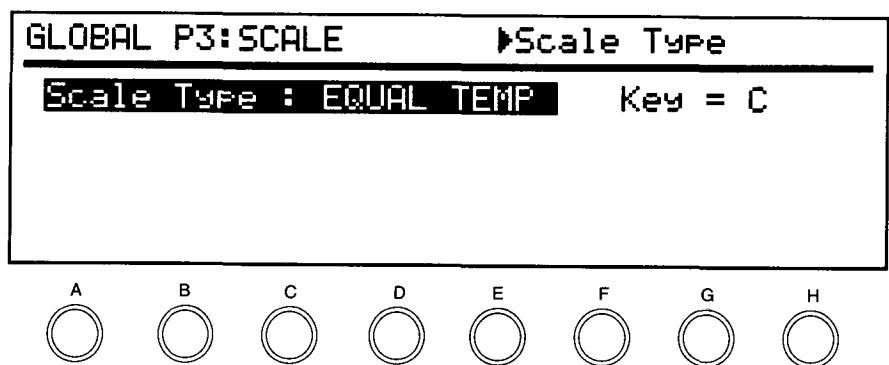 GLOBAL P3:SCALE ▶Scale Type
Scale Type : EQUAL TEMP Key = C
A B C D E F G H